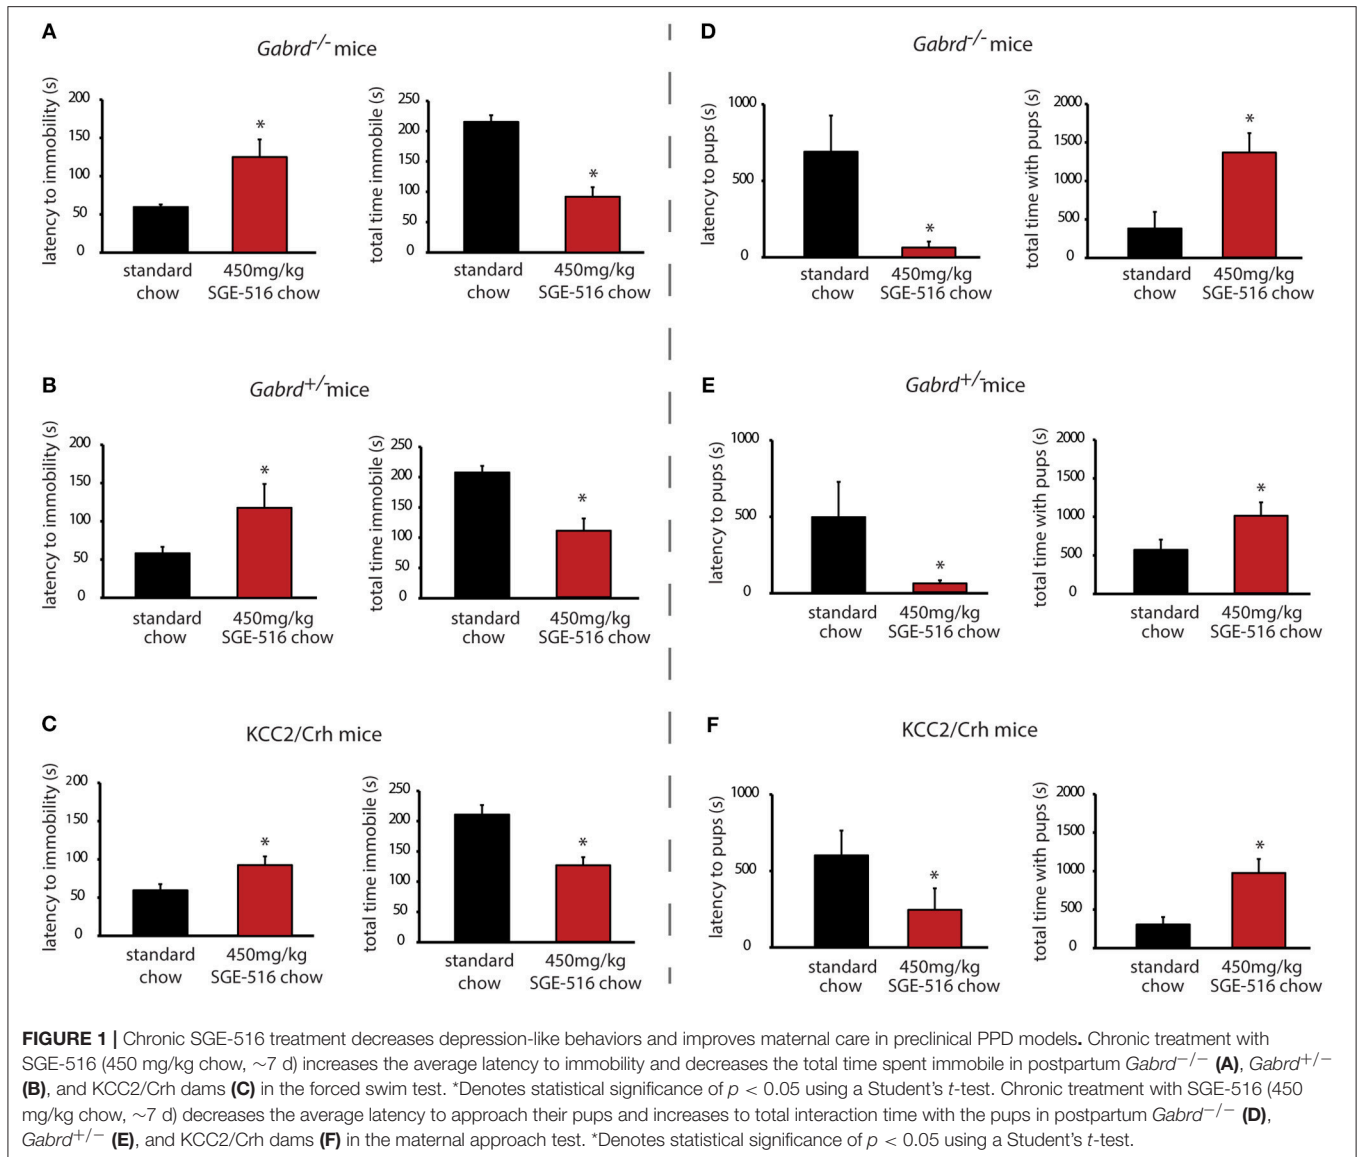 A
Gabrd-/- mice
latency to immobility (s)
200
150
100
50
0
*
standard chow
450mg/kg SGE-516 chow
total time immobile (s)
250
200
150
100
50
0
*
standard chow
450mg/kg SGE-516 chow
B
Gabrd+/- mice
latency to immobility (s)
200
150
100
50
0
*
standard chow
450mg/kg SGE-516 chow
total time immobile (s)
250
200
150
100
50
0
*
standard chow
450mg/kg SGE-516 chow
C
KCC2/Crh mice
latency to immobility (s)
200
150
100
50
0
*
standard chow
450mg/kg SGE-516 chow
total time immobile (s)
250
200
150
100
50
0
*
standard chow
450mg/kg SGE-516 chow
D
Gabrd-/- mice
latency to pups (s)
1000
500
0
*
standard chow
450mg/kg SGE-516 chow
total time with pups (s)
2000
1500
1000
500
0
*
standard chow
450mg/kg SGE-516 chow
E
Gabrd+/- mice
latency to pups (s)
1000
500
0
*
standard chow
450mg/kg SGE-516 chow
total time with pups (s)
2000
1500
1000
500
0
*
standard chow
450mg/kg SGE-516 chow
F
KCC2/Crh mice
latency to pups (s)
1000
500
0
*
standard chow
450mg/kg SGE-516 chow
total time with pups (s)
2000
1500
1000
500
0
*
standard chow
450mg/kg SGE-516 chow
FIGURE 1 | Chronic SGE-516 treatment decreases depression-like behaviors and improves maternal care in preclinical PPD models. Chronic treatment with
SGE-516 (450 mg/kg chow, ~7 d) increases the average latency to immobility and decreases the total time spent immobile in postpartum Gabrd−/− (A), Gabrd+/−
(B), and KCC2/Crh dams (C) in the forced swim test. *Denotes statistical significance of p < 0.05 using a Student's t-test. Chronic treatment with SGE-516 (450
mg/kg chow, ~7 d) decreases the average latency to approach their pups and increases to total interaction time with the pups in postpartum Gabrd−/− (D),
Gabrd+/− (E), and KCC2/Crh dams (F) in the maternal approach test. *Denotes statistical significance of p < 0.05 using a Student's t-test.